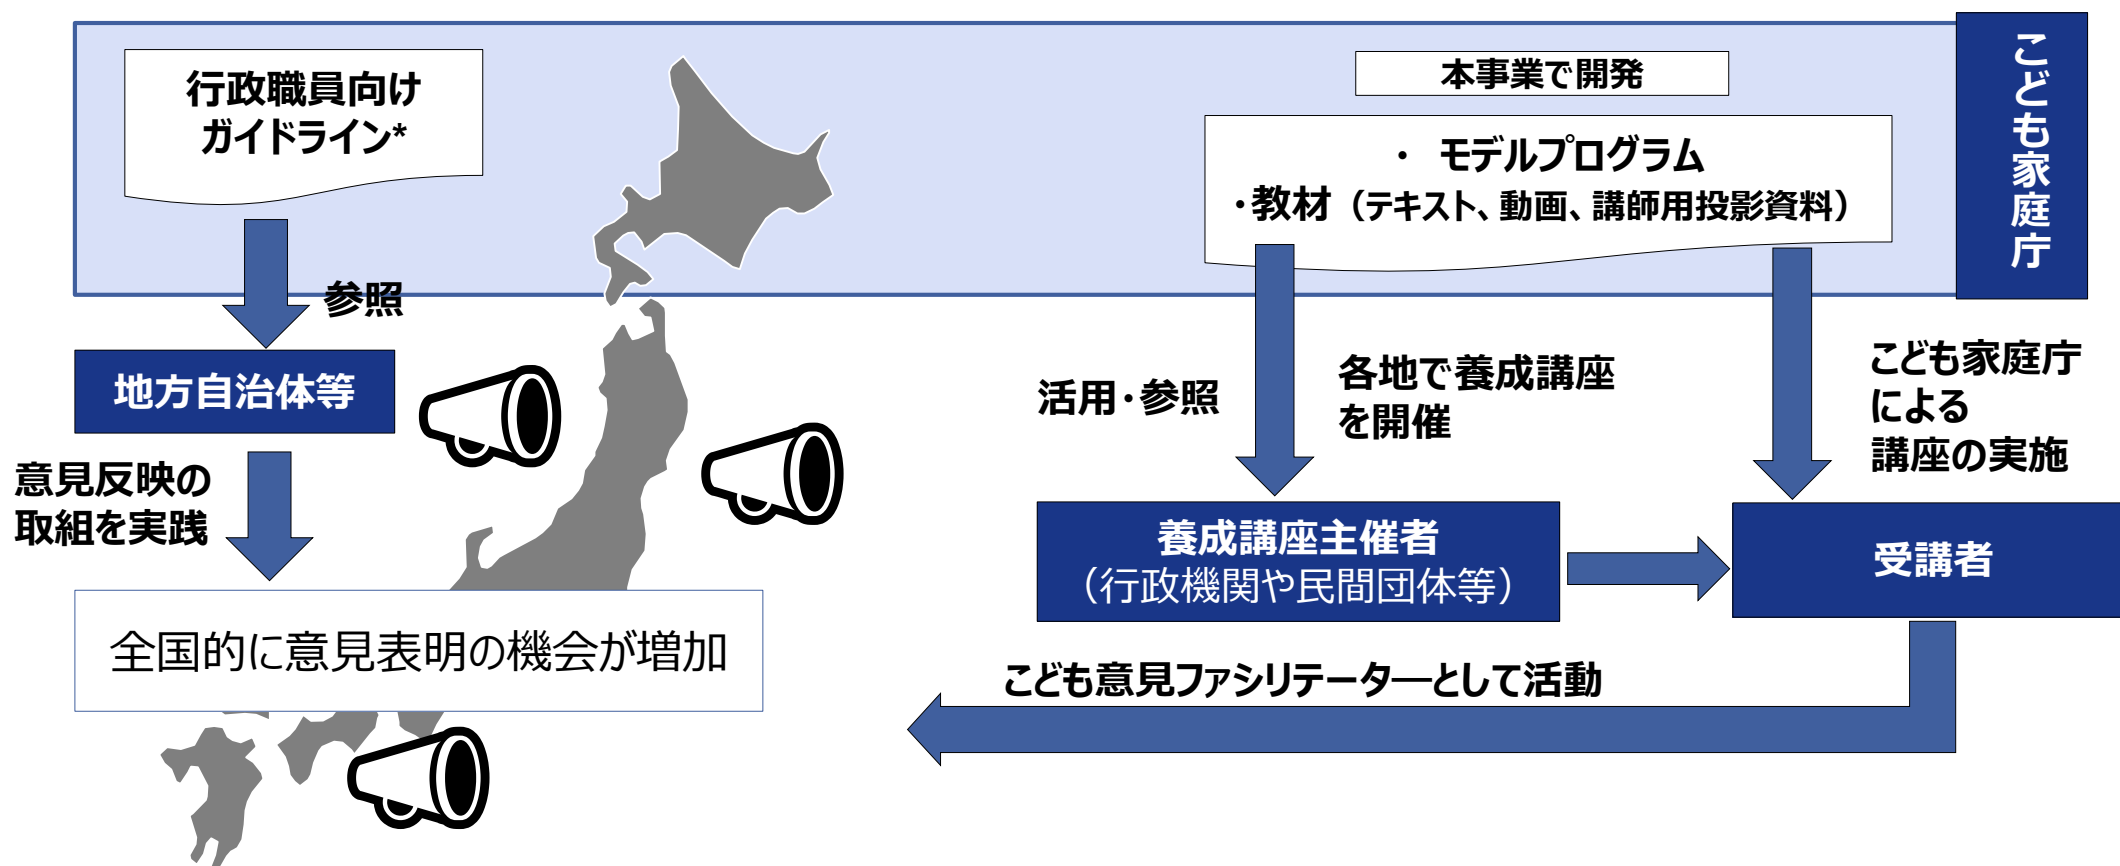 行政職員向け
ガイドライン*
本事業で開発
・ モデルプログラム
・教材（テキスト、動画、講師用投影資料）
こども家庭庁
参照
地方自治体等
意見反映の
取組を実践
全国的に意見表明の機会が増加
活用・参照
各地で養成講座
を開催
こども家庭庁
による
講座の実施
養成講座主催者
（行政機関や民間団体等）
受講者
こども意見ファシリテーター―として活動